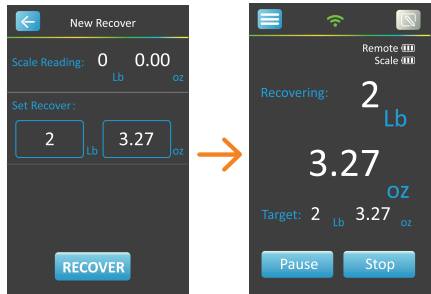 New Recover
Scale Reading: 0 Lb 0.00 oz
Set Recover:
2 Lb 3.27 oz
RECOVER
Remote
Scale
Recovering: 2 Lb
3.27 oz
Target: 2 Lb 3.27 oz
Pause Stop